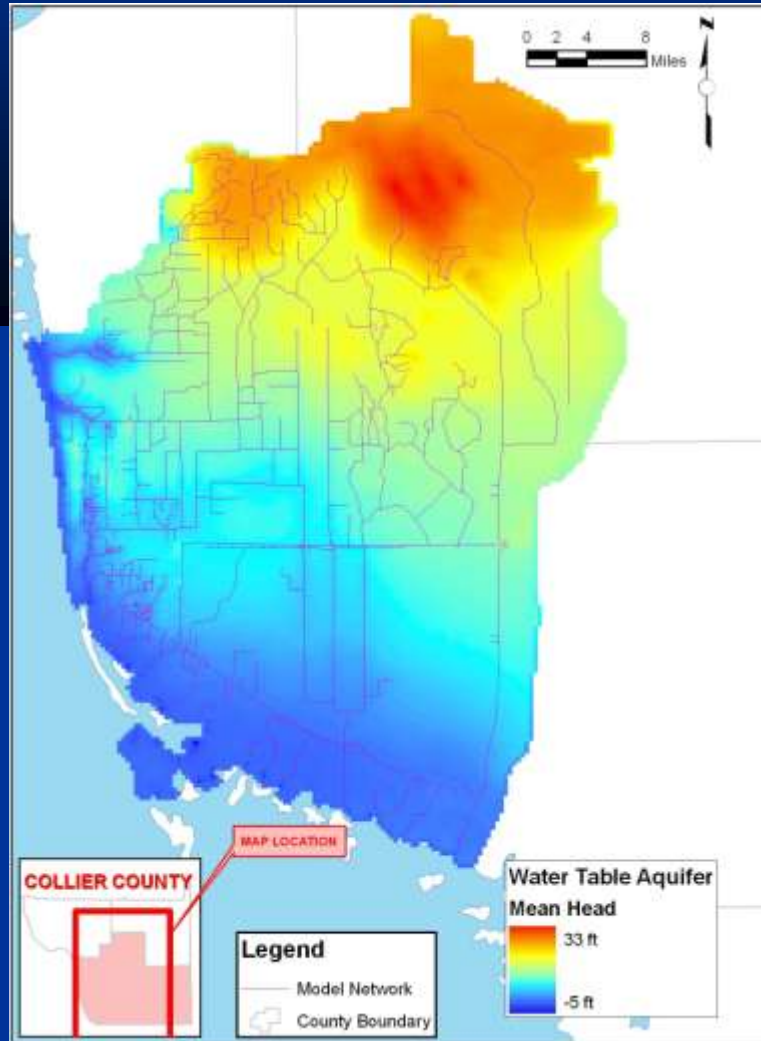 N
0 2 4 8
Miles
MAP LOCATION
COLLIER COUNTY
Legend
Model Network
County Boundary
Water Table Aquifer
Mean Head
33 ft
-5 ft